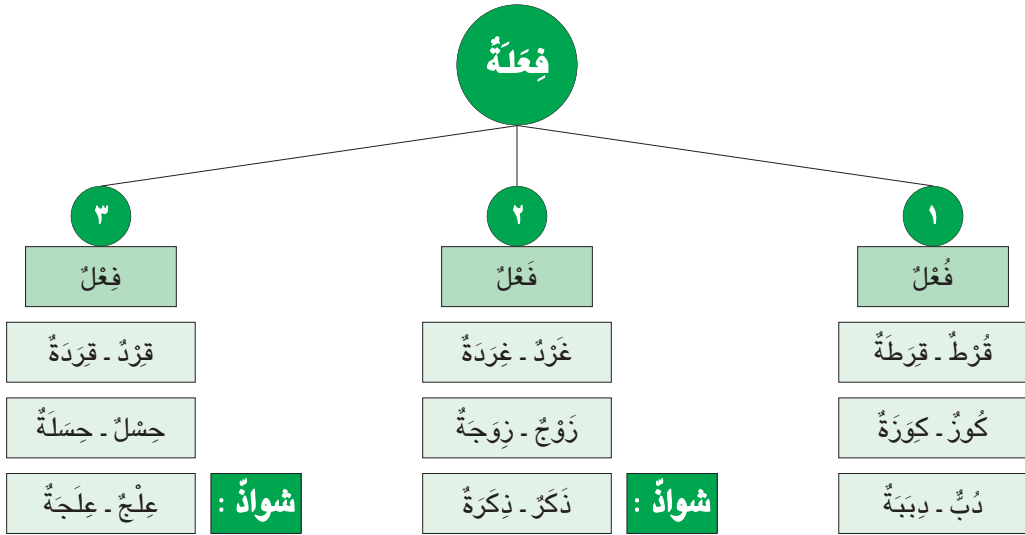 فِعَلَةٌ
١ ٢ ٣
فُعْلٌ فَعْلٌ فِعْلٌ
قُرْطٌ ـ قِرَطَةٌ غَرْدٌ ـ غِرَدَةٌ قِرْدٌ ـ قِرَدَةٌ
كُوزٌ ـ كِوَزَةٌ زَوْجٌ ـ زِوَجَةٌ حِسْلٌ ـ حِسَلَةٌ
دُبٌّ ـ دِبَبَةٌ شواذّ : ذَكَرٌ ـ ذِكَرَةٌ شواذّ : عِلْجٌ ـ عِلَجَةٌ